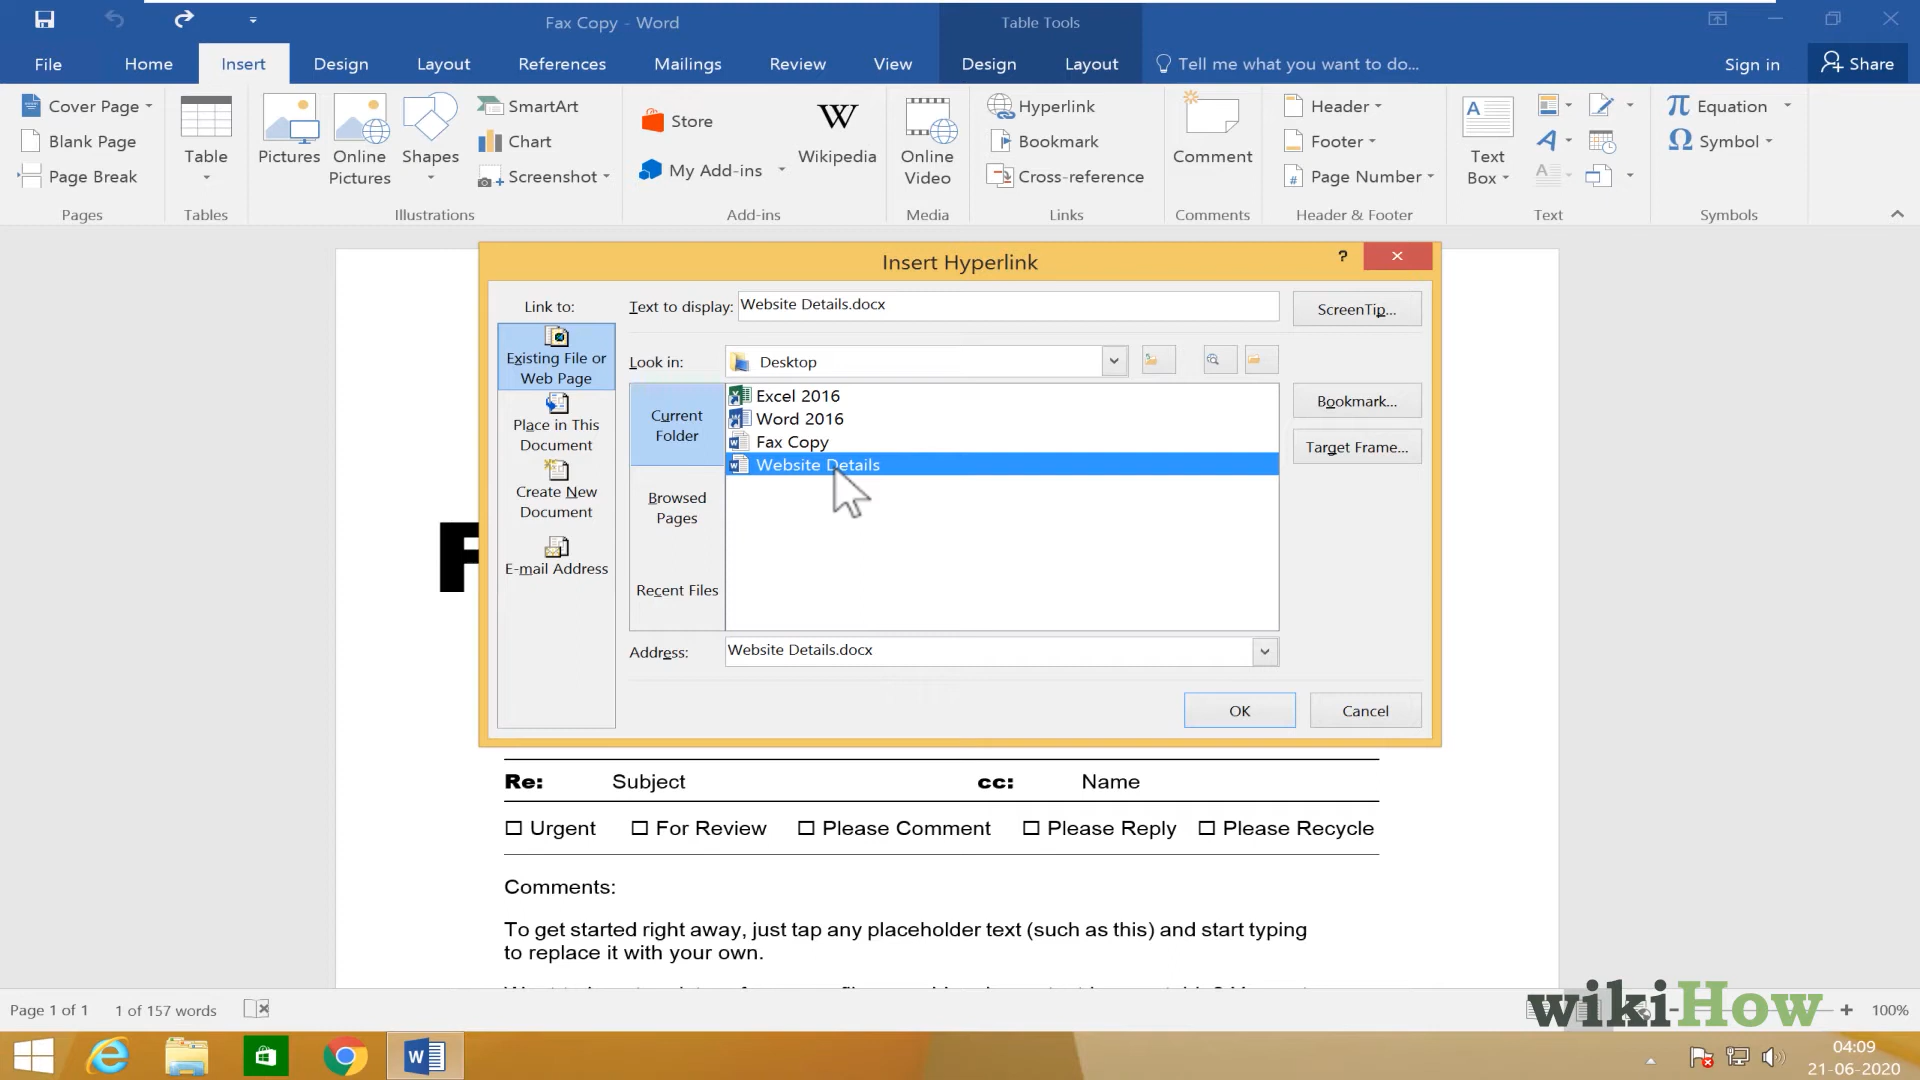 Fax Copy - Word
Table Tools
File Home Insert Design Layout References Mailings Review View Design Layout Tell me what you want to do... Sign in Share
Cover Page
Blank Page
Page Break
Pages
Table
Tables
Pictures
Online Pictures
Shapes
SmartArt
Chart
Screenshot
Illustrations
Store
My Add-ins
W
Wikipedia
Add-ins
Online Video
Media
Hyperlink
Bookmark
Cross-reference
Links
Comment
Comments
Header
Footer
Page Number
Header & Footer
A
Text Box
Text
π Equation
Ω Symbol
Symbols
Insert Hyperlink
?
Link to:
Existing File or
Web Page
Place in This
Document
Create New
Document
E-mail Address
Text to display: Website Details.docx
ScreenTip...
Look in: Desktop
Current
Folder
Browsed
Pages
Recent Files
Excel 2016
Word 2016
Fax Copy
Website Details
Bookmark...
Target Frame...
Address: Website Details.docx
OK
Cancel
F
Re: Subject cc: Name
Urgent For Review Please Comment Please Reply Please Recycle
Comments:
To get started right away, just tap any placeholder text (such as this) and start typing
to replace it with your own.
Page 1 of 1 1 of 157 words
100%
wikiHow
04:09
21-06-2020